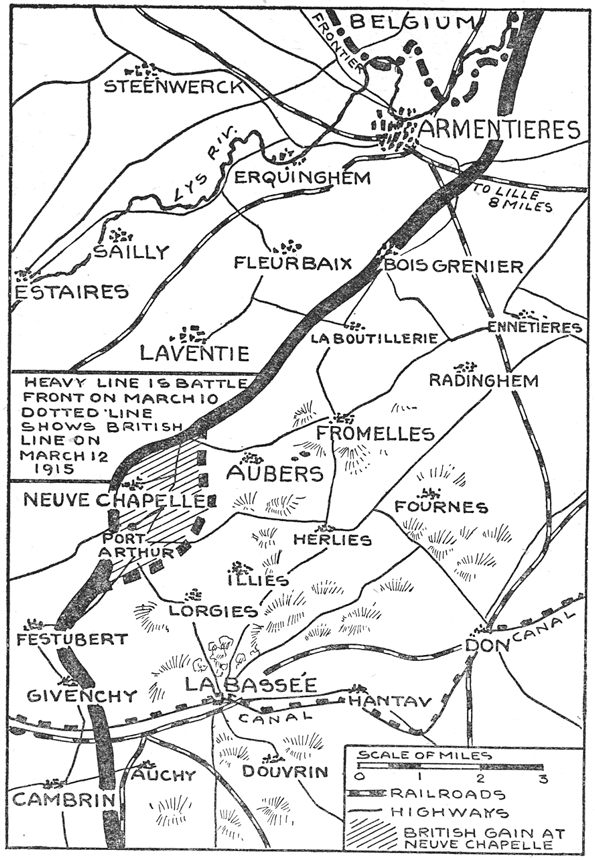 BELGIUM
FRONTIER
STEENWERCK
ARMENTIERES
LYS RIV.
ERQUINGHEM
TO LILLE
8 MILES
SAILLY
FLEURBAIX
BOIS GRENIER
ESTAIRES
LA BOUTILLERIE
ENNETIERES
LAVENTIE
RADINGHEM
HEAVY LINE IS BATTLE
FRONT ON MARCH 10
DOTTED LINE
SHOWS BRITISH
LINE ON
MARCH 12
1915
FROMELLES
AUBERS
NEUVE CHAPELLE
FOURNES
PORT
ARTHUR
HERLIES
ILLIES
LORGIES
FESTUBERT
DON
CANAL
GIVENCHY
LA BASSÉE
HANTAV
CANAL
AUCHY
DOUVRIN
CAMBRIN
SCALE OF MILES
0 1 2 3
RAILROADS
HIGHWAYS
BRITISH GAIN AT
NEUVE CHAPELLE